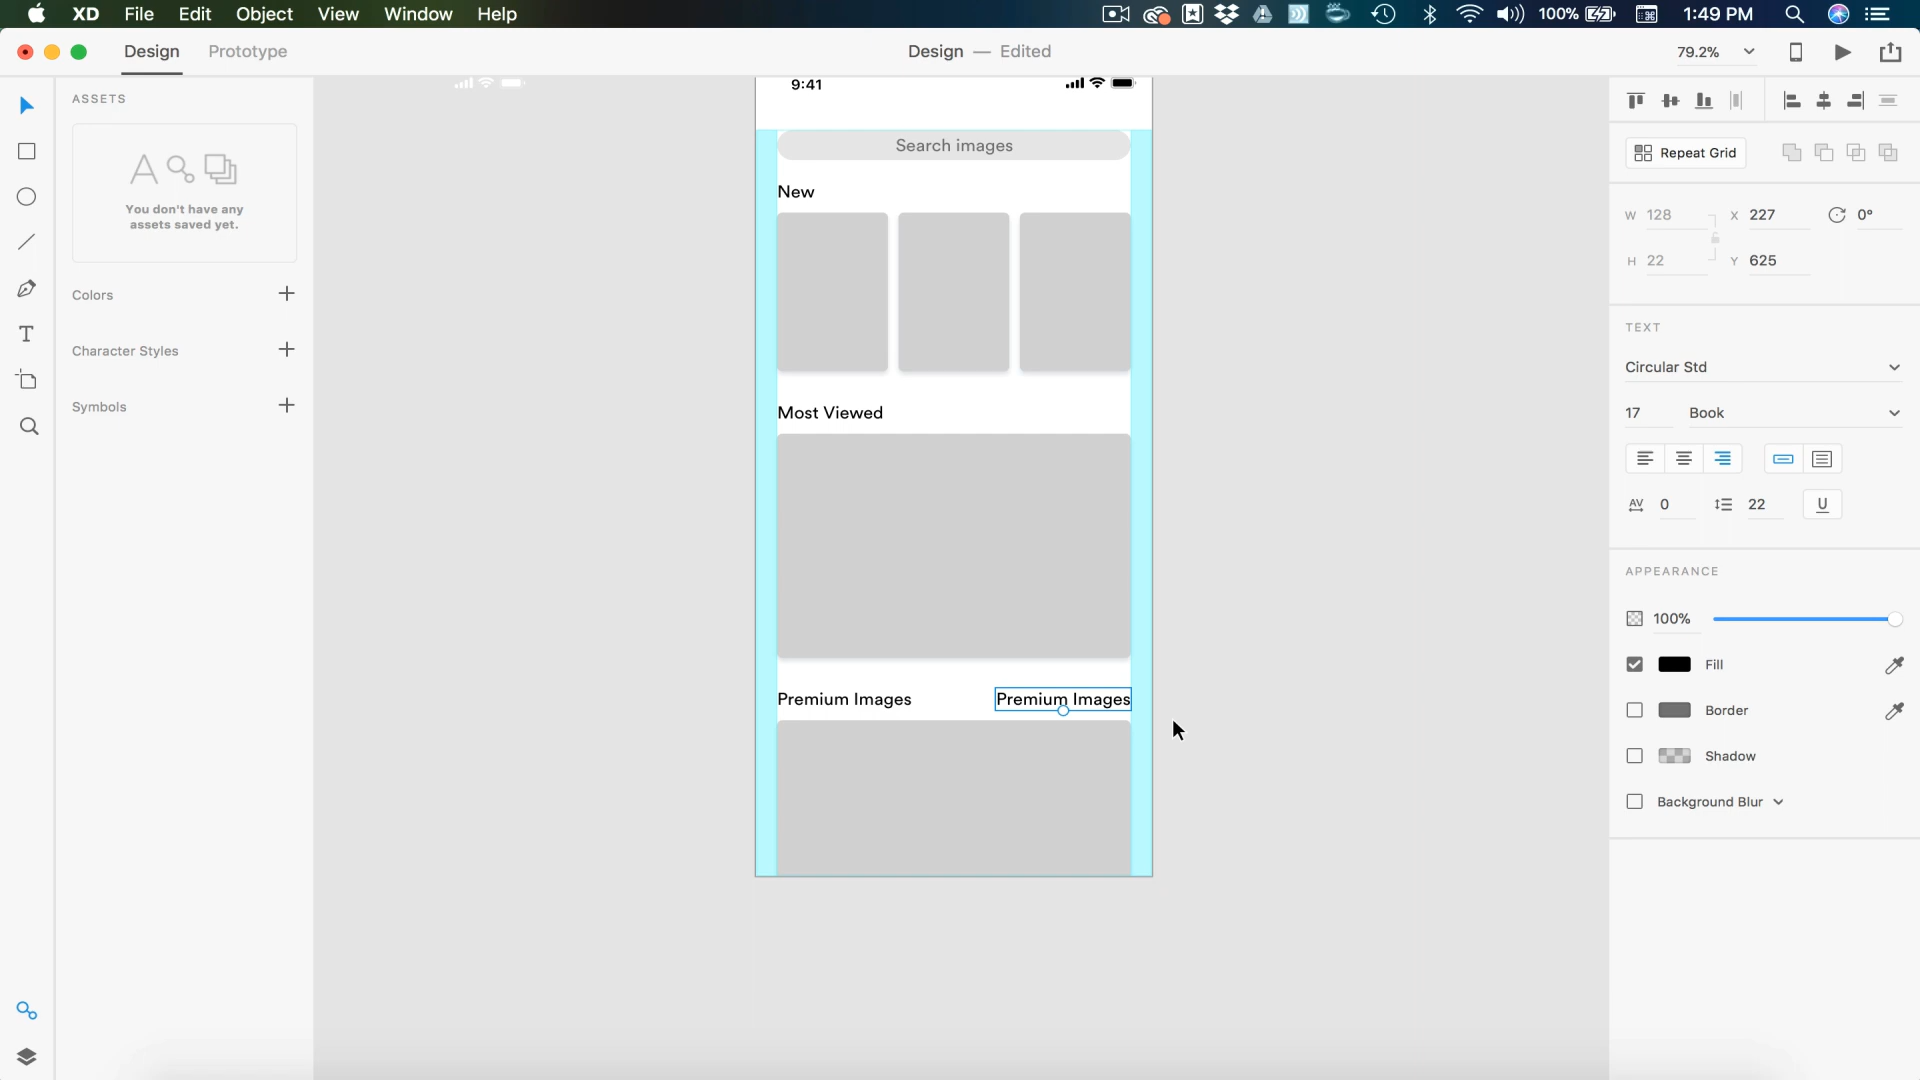 XD File Edit Object View Window Help 100% 1:49 PM
Design Prototype Design — Edited 79.2%
ASSETS
You don't have any
assets saved yet.
Colors
Character Styles
Symbols
9:41
Search images
New
Most Viewed
Premium Images Premium Images
Repeat Grid
W 128 X 227 0°
H 22 Y 625
TEXT
Circular Std
17 Book
AV 0 22 U
APPEARANCE
100%
Fill
Border
Shadow
Background Blur